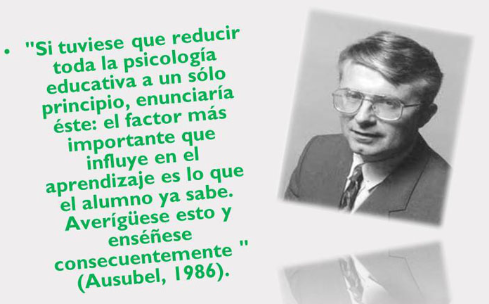 • "Si tuviese que reducir
toda la psicología
educativa a un sólo
principio, enunciaría
éste: el factor más
importante que
influye en el
aprendizaje es lo que
el alumno ya sabe.
Averígüese esto y
enséñese
consecuentemente "
(Ausubel, 1986).